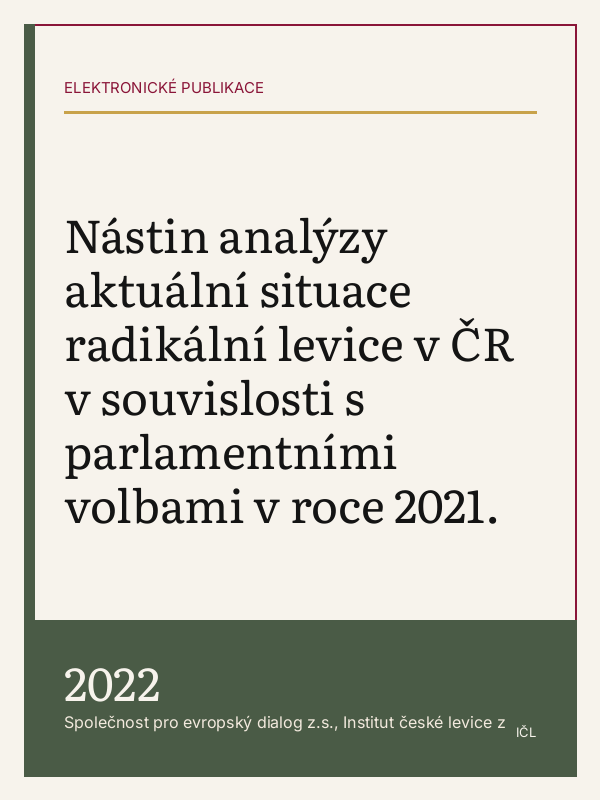 ELEKTRONICKÉ PUBLIKACE
Nástin analýzy
aktuální situace
radikální levice v ČR
v souvislosti s
parlamentními
volbami v roce 2021.
2022
Společnost pro evropský dialog z.s., Institut české levice z
IČL